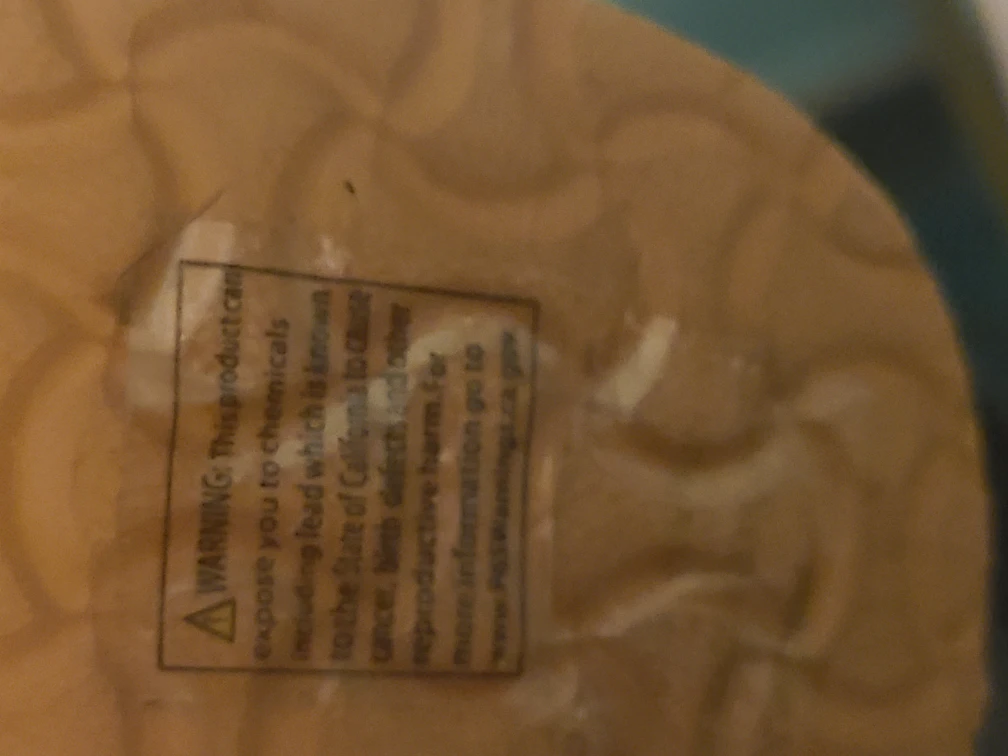 ⚠ WARNING: This product can
expose you to chemicals
including lead which is known
to the State of California to cause
cancer, birth defects and other
reproductive harm. For
more information go to
www.P65Warnings.ca.gov